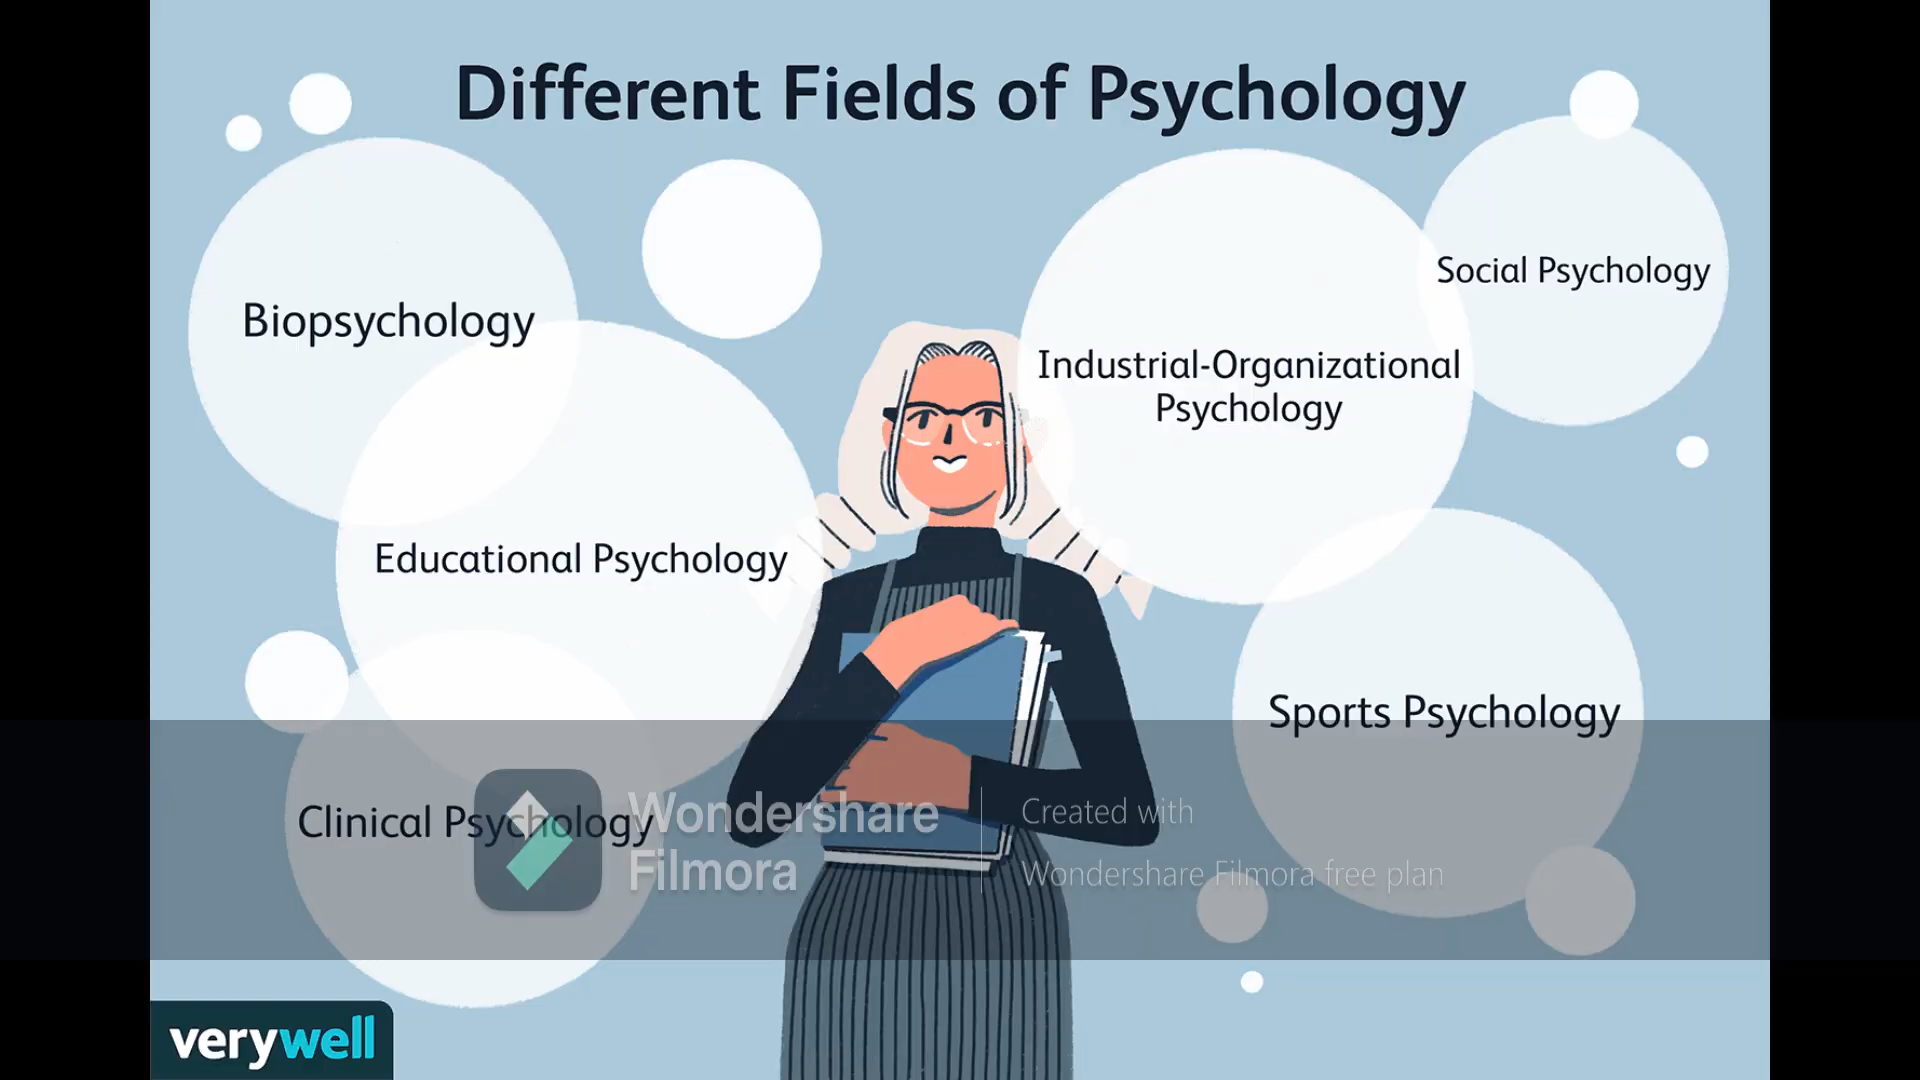 Different Fields of Psychology
Biopsychology
Social Psychology
Industrial-Organizational
Psychology
Educational Psychology
Sports Psychology
Clinical Psychology
Wondershare
Filmora
Created with
Wondershare Filmora free plan
verywell